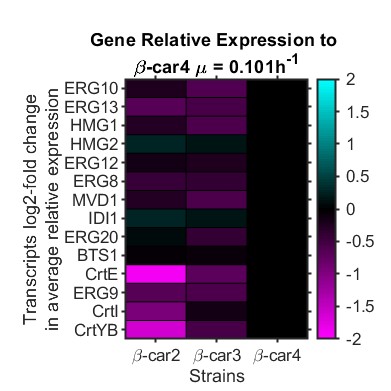 Gene Relative Expression to
β-car4 μ = 0.101h⁻¹
Transcripts log2-fold change
in average relative expression
ERG10
ERG13
HMG1
HMG2
ERG12
ERG8
MVD1
IDI1
ERG20
BTS1
CrtE
ERG9
CrtI
CrtYB
β-car2 β-car3 β-car4
Strains
2
1.5
1
0.5
0
-0.5
-1
-1.5
-2